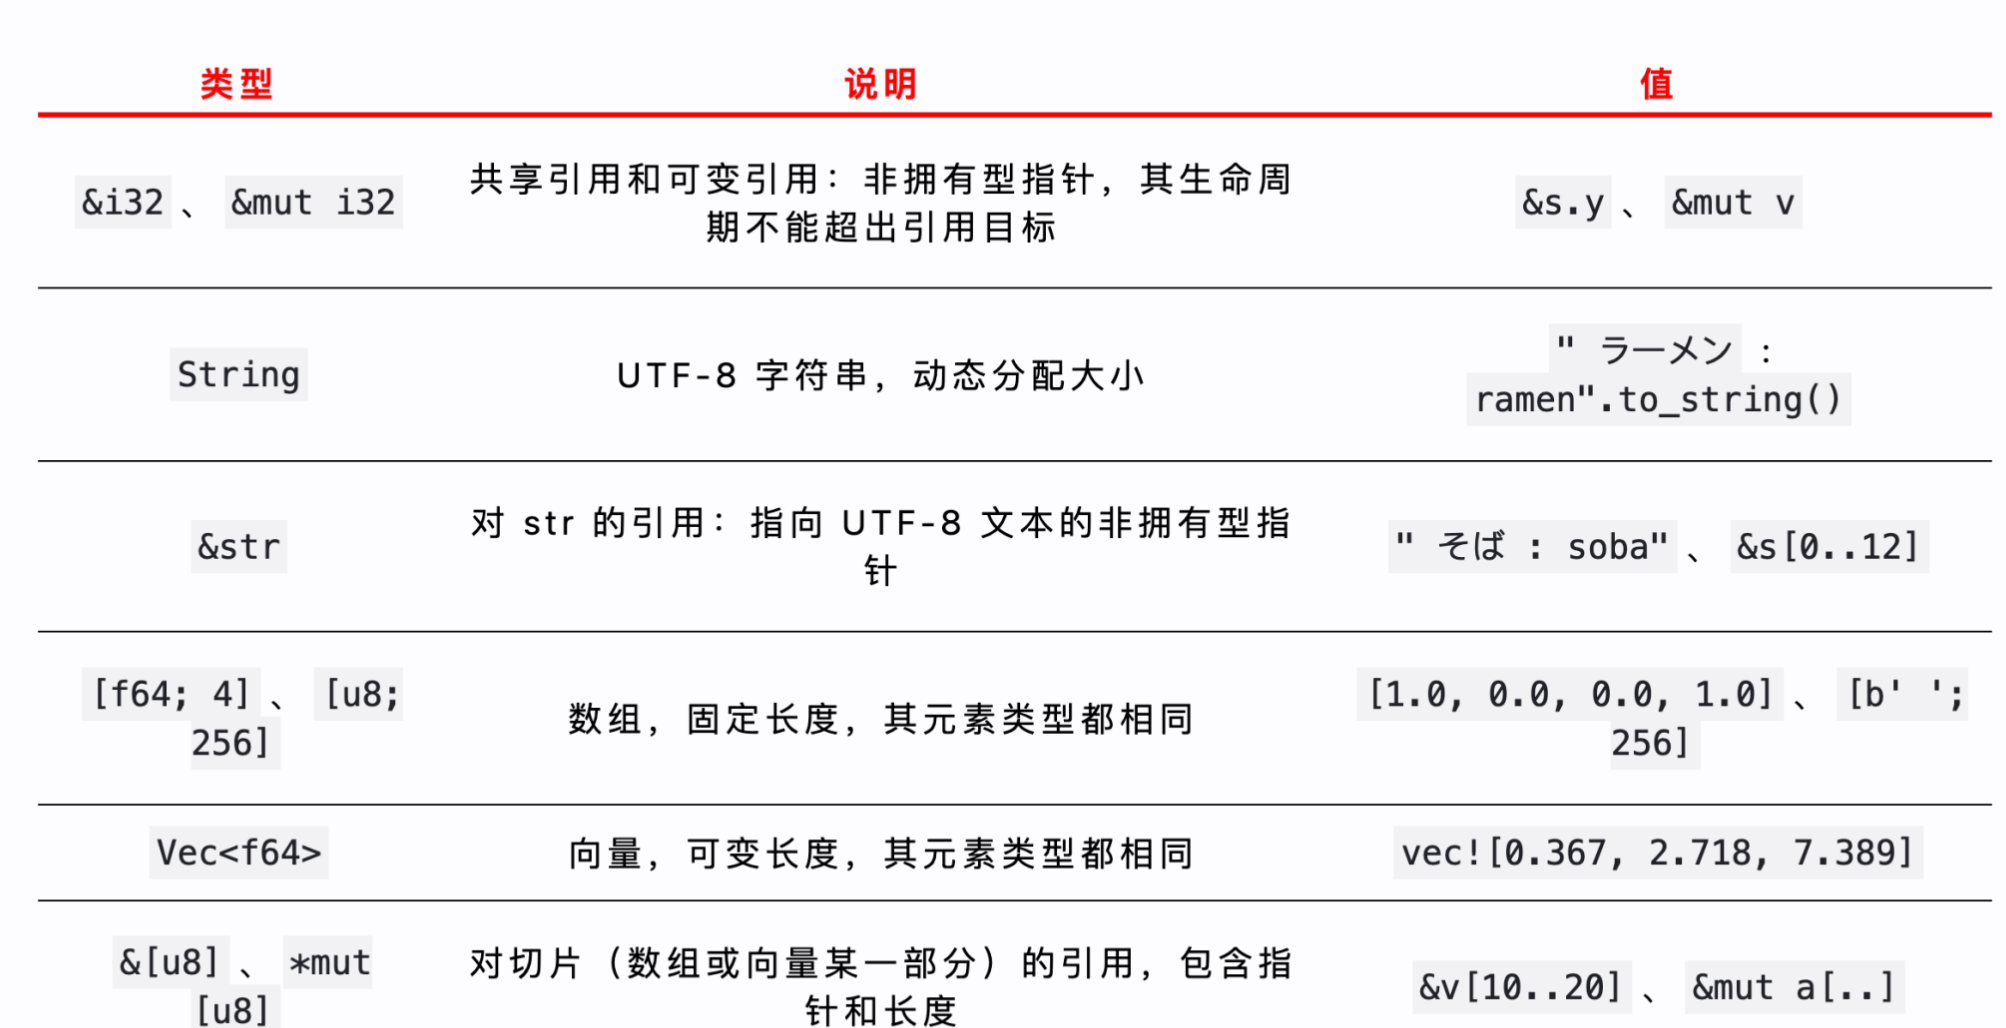 类型 说明 值
&i32 、 &mut i32 共享引用和可变引用：非拥有型指针，其生命周 &s.y 、 &mut v
期不能超出引用目标
String UTF-8 字符串，动态分配大小 " ラーメン :
ramen".to_string()
&str 对 str 的引用：指向 UTF-8 文本的非拥有型指 " そば : soba" 、 &s[0..12]
针
[f64; 4] 、 [u8; 数组，固定长度，其元素类型都相同 [1.0, 0.0, 0.0, 1.0] 、 [b' ';
256] 256]
Vec<f64> 向量，可变长度，其元素类型都相同 vec![0.367, 2.718, 7.389]
&[u8] 、 *mut 对切片（数组或向量某一部分）的引用，包含指 &v[10..20] 、 &mut a[..]
[u8] 针和长度